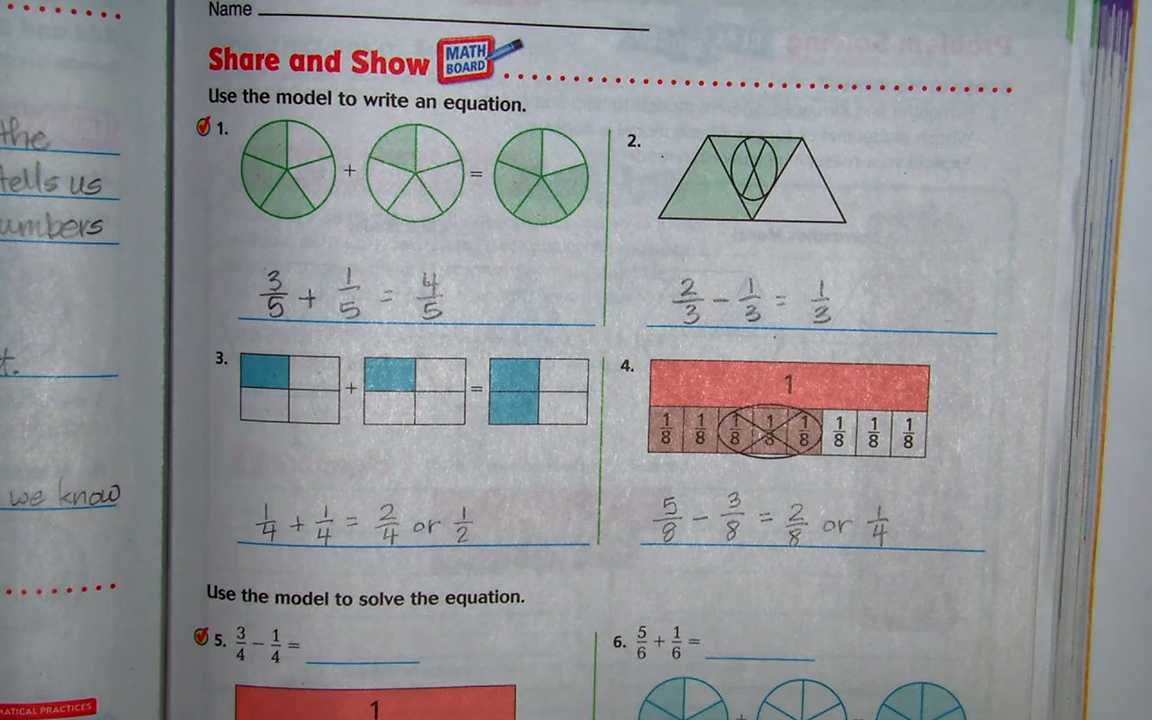 Name
Share and Show MATH BOARD
Use the model to write an equation.
1. + =
3/5 + 1/5 = 4/5
2.
2/3 - 1/3 = 1/3
3. + =
1/4 + 1/4 = 2/4 or 1/2
4. 1
1/8 1/8 1/8 1/8 1/8 1/8 1/8 1/8
5/8 - 3/8 = 2/8 or 1/4
Use the model to solve the equation.
5. 3/4 - 1/4 =
1
6. 5/6 + 1/6 =
the
tells us
umbers
t.
we know
MATICAL PRACTICES